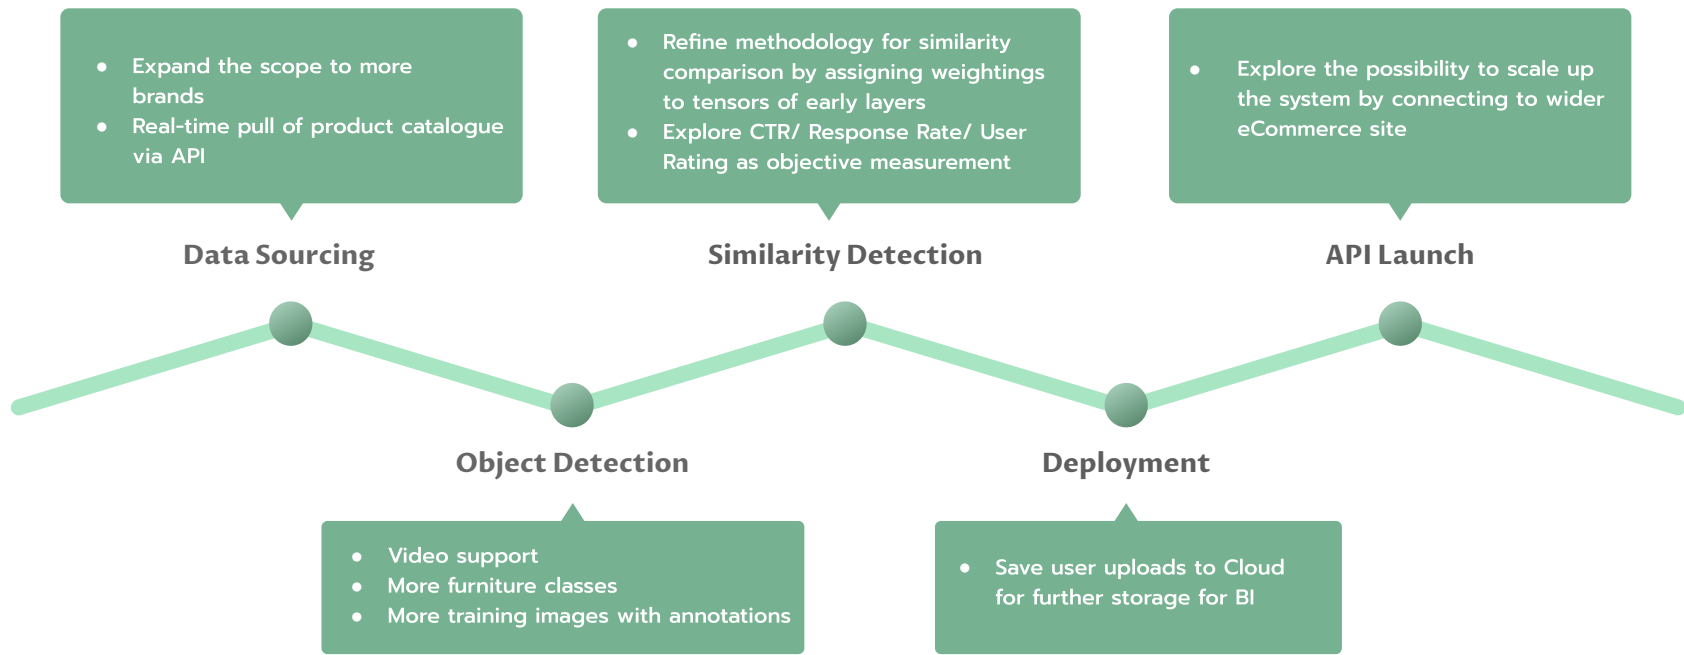 ● Expand the scope to more
brands
● Real-time pull of product catalogue
via API
Data Sourcing
Video support
● More furniture classes
● More training images with annotations
Object Detection
● Refine methodology for similarity
comparison by assigning weightings
to tensors of early layers
● Explore CTR/ Response Rate/ User
Rating as objective measurement
Similarity Detection
Deployment
● Save user uploads to Cloud
for further storage for BI
● Explore the possibility to scale up
the system by connecting to wider
eCommerce site
API Launch